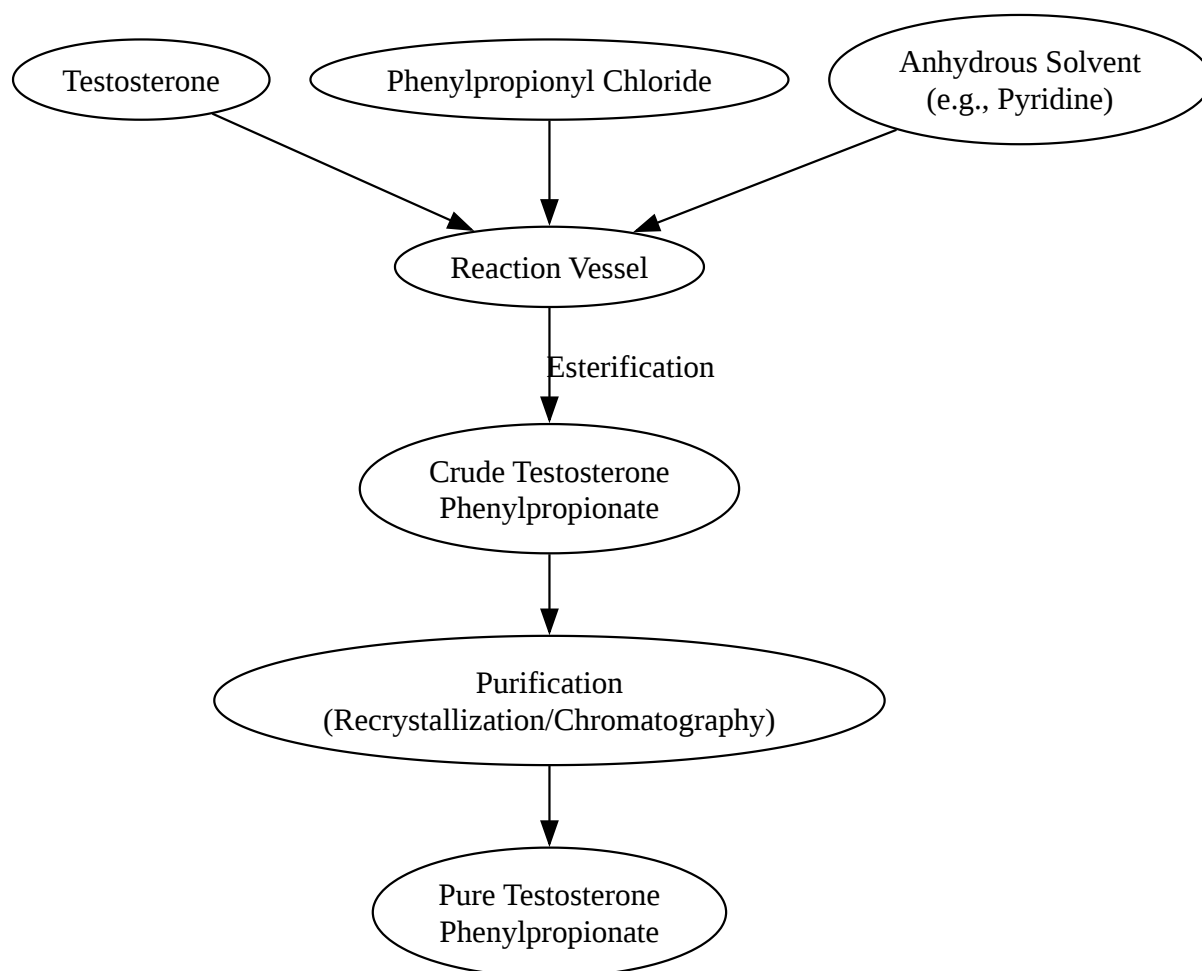 Testosterone
Phenylpropionyl Chloride
Anhydrous Solvent
(e.g., Pyridine)
Reaction Vessel
Esterification
Crude Testosterone
Phenylpropionate
Purification
(Recrystallization/Chromatography)
Pure Testosterone
Phenylpropionate